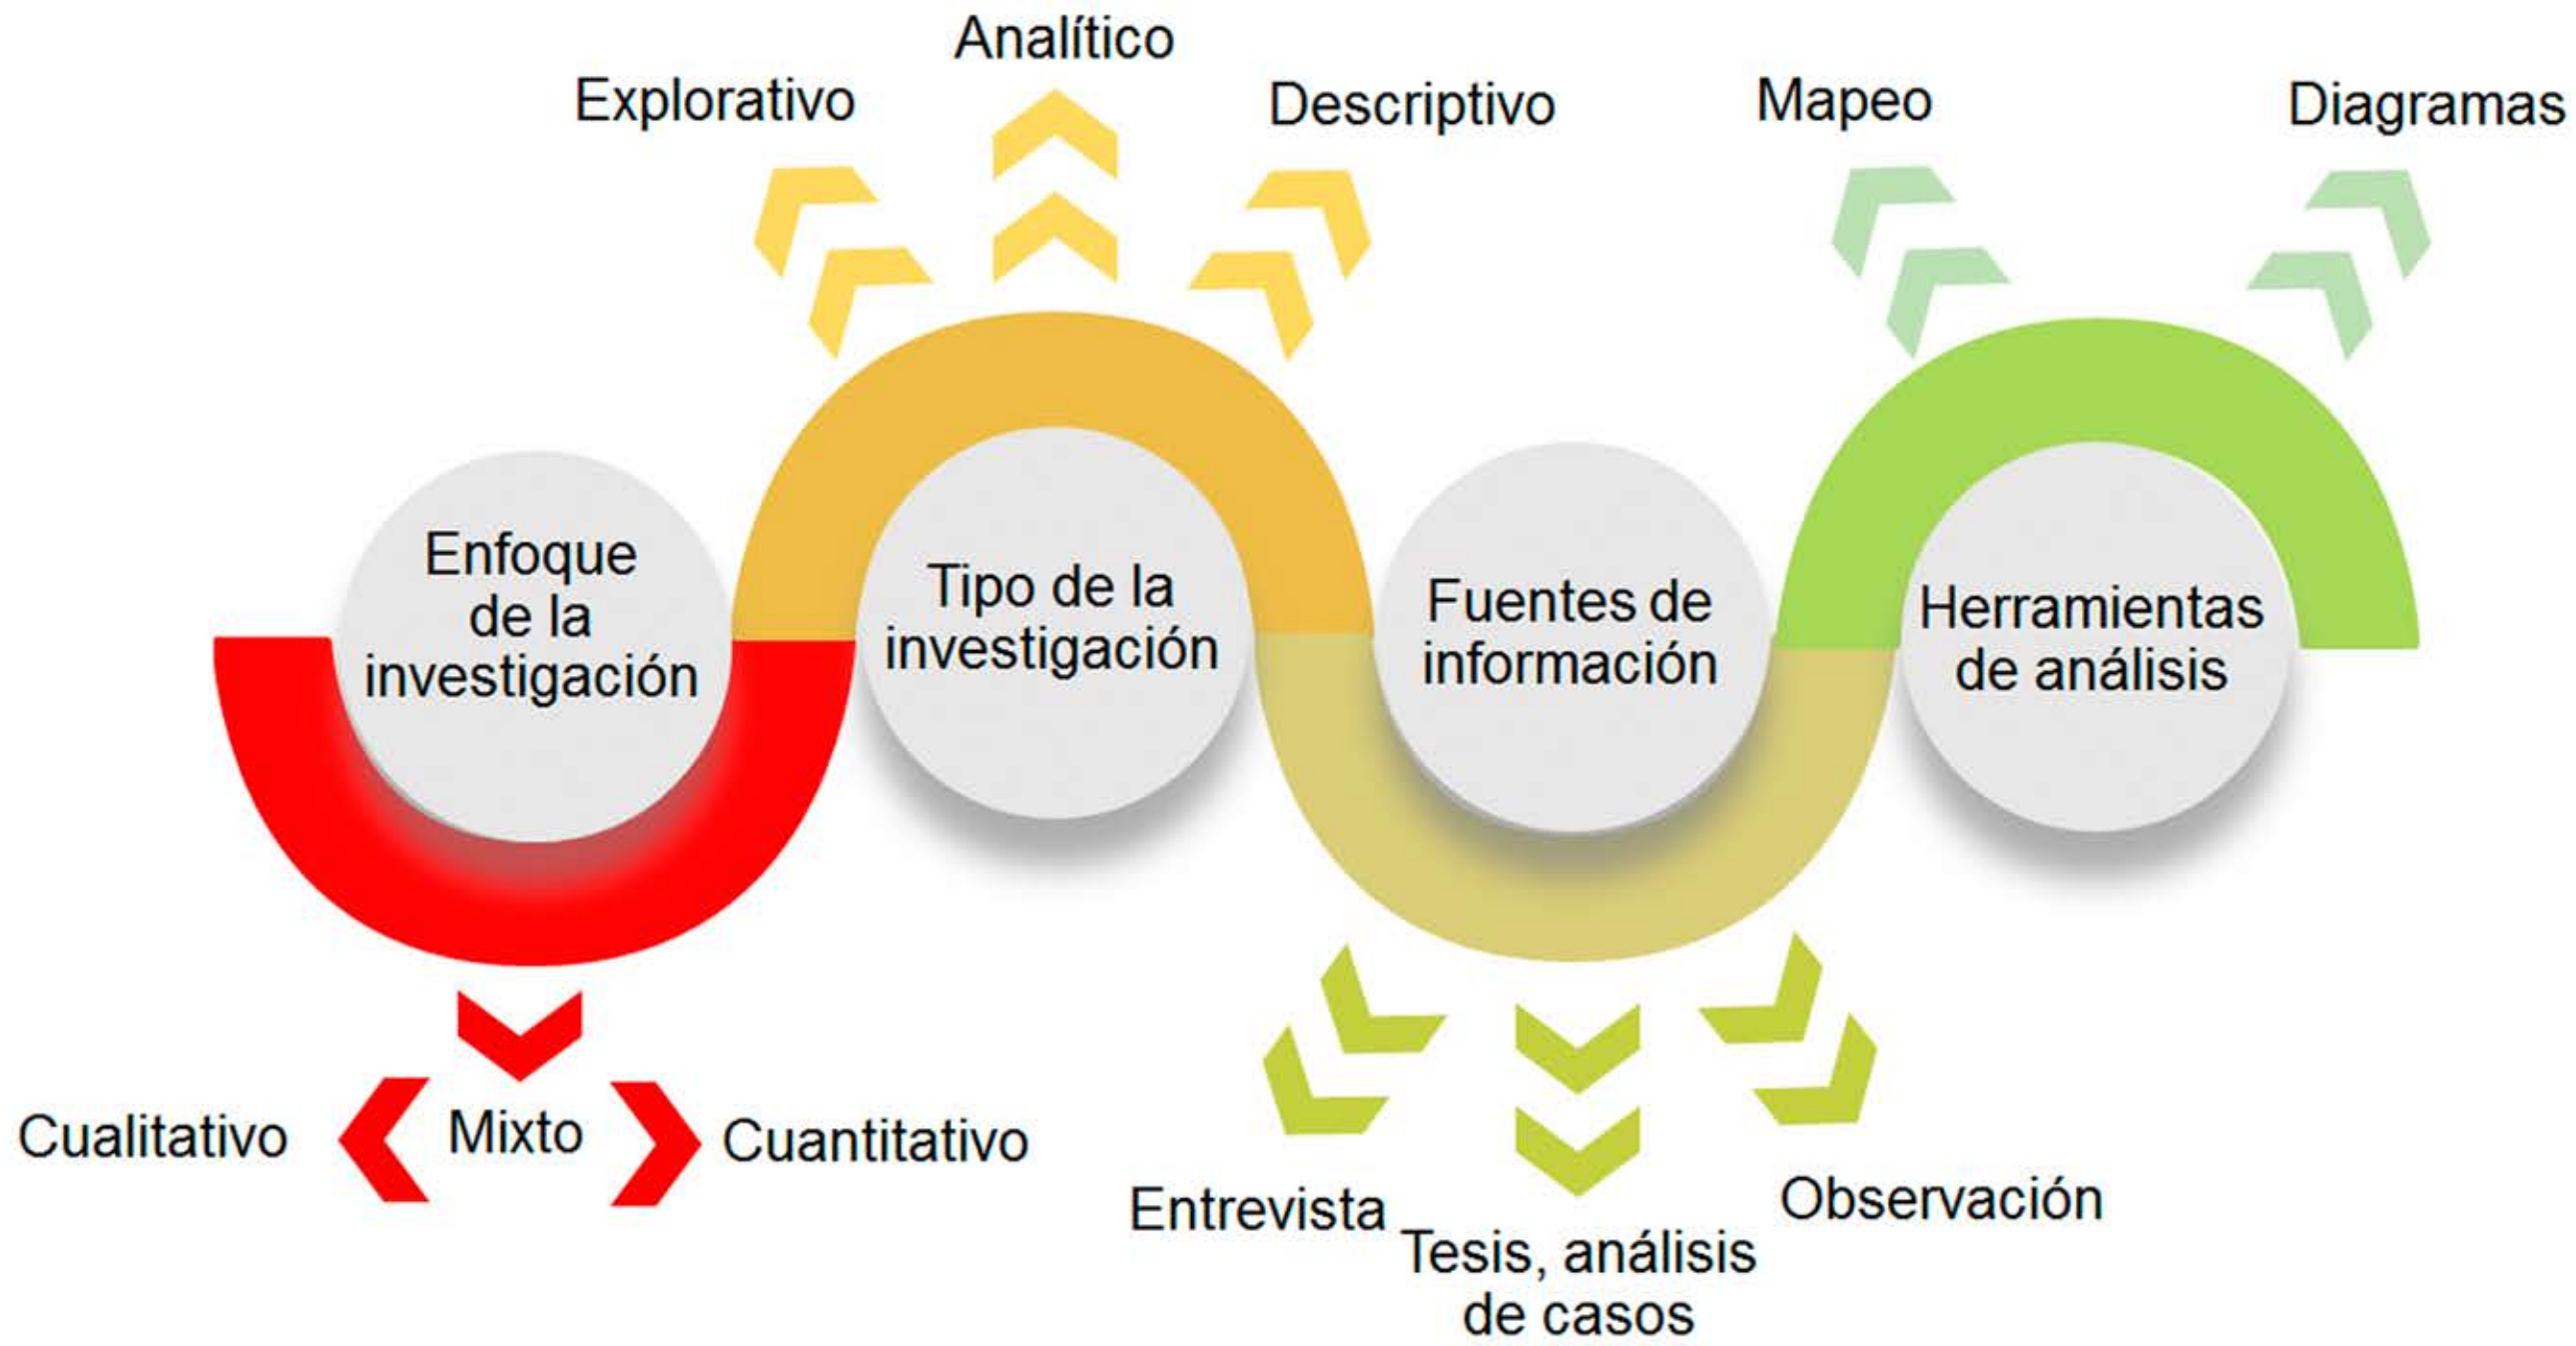 Analítico
Explorativo
Descriptivo
Mapeo
Diagramas
Enfoque
de la
investigación
Tipo de la
investigación
Fuentes de
información
Herramientas
de análisis
Cualitativo
Mixto
Cuantitativo
Entrevista
Tesis, análisis
de casos
Observación